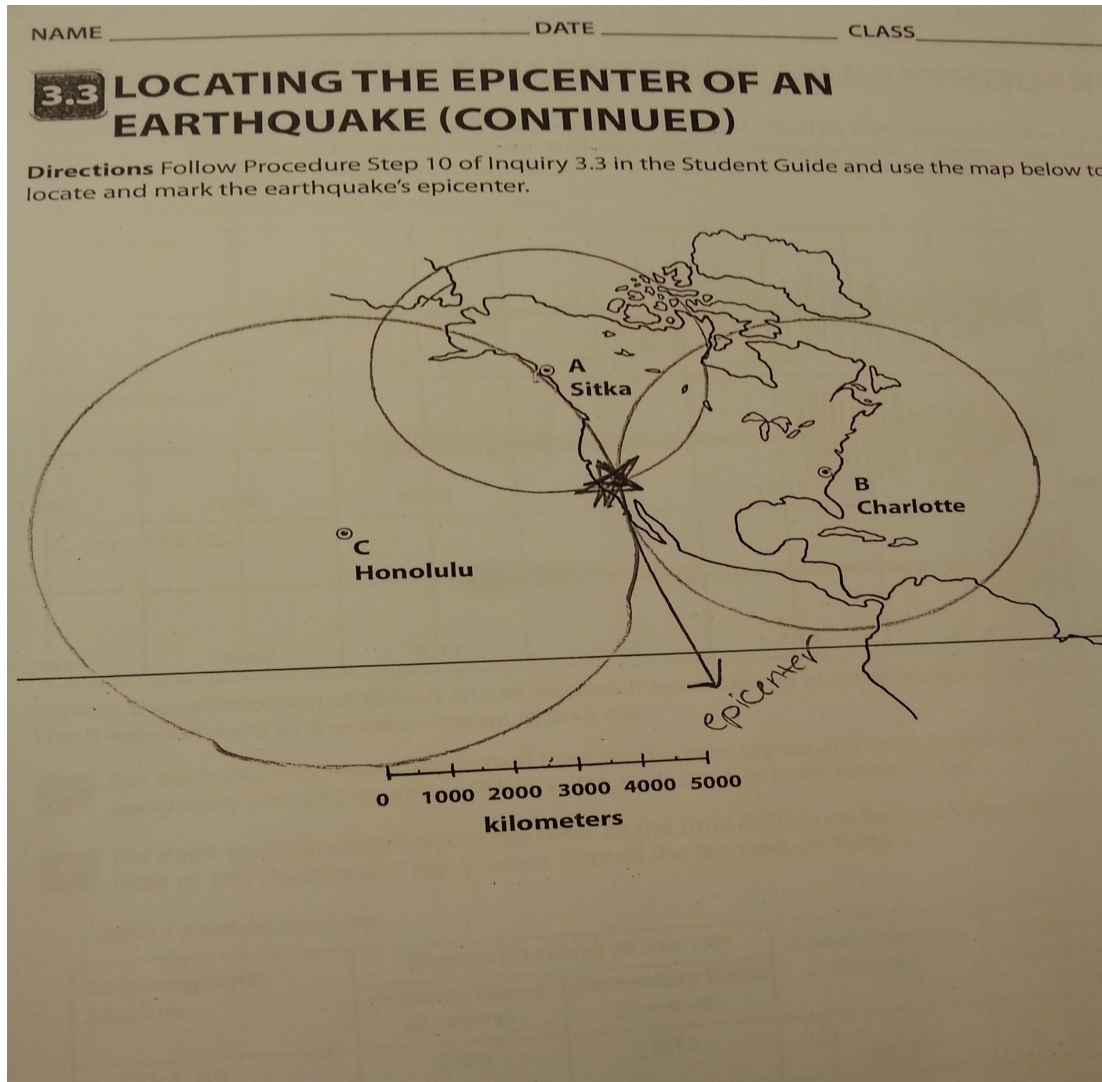 NAME DATE CLASS
3.3 LOCATING THE EPICENTER OF AN
EARTHQUAKE (CONTINUED)
Directions Follow Procedure Step 10 of Inquiry 3.3 in the Student Guide and use the map below to
locate and mark the earthquake's epicenter.
A
Sitka
B
Charlotte
C
Honolulu
epicenter
0 1000 2000 3000 4000 5000
kilometers